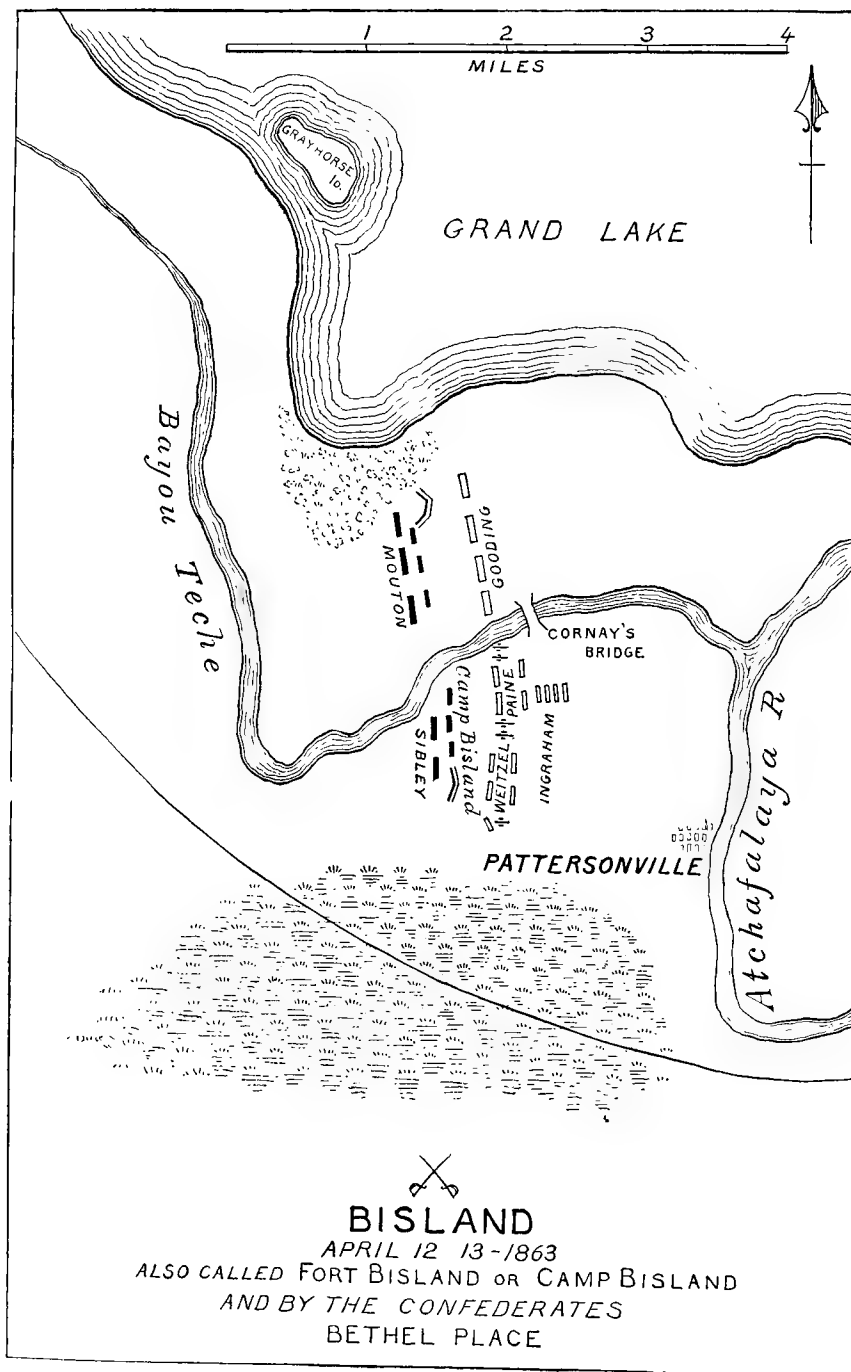 1 2 3 4
MILES
GRAYHORSE
ID.
GRAND LAKE
Bayou Teche
MOUTON
GOODING
CORNAY'S
BRIDGE
Camp Bisland
SIBLEY
WEITZEL
PAINE
INGRAHAM
PATTERSONVILLE
Atchafalaya R
BISLAND
APRIL 12 13-1863
ALSO CALLED FORT BISLAND OR CAMP BISLAND
AND BY THE CONFEDERATES
BETHEL PLACE